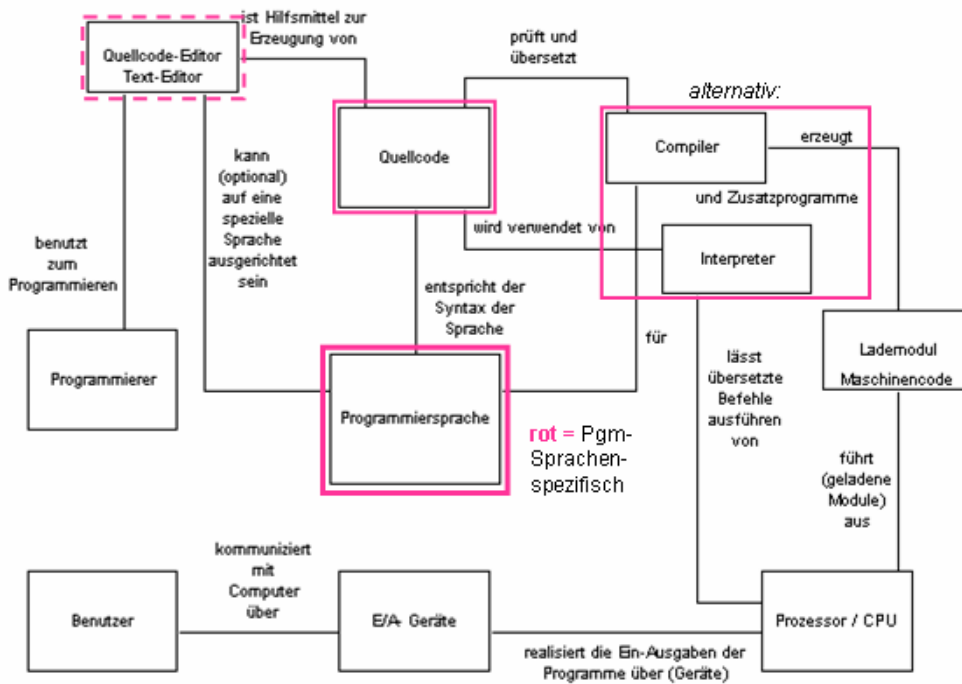 ist Hilfsmittel zur
Erzeugung von
Quellcode-Editor
Text-Editor
prüft und
übersetzt
alternativ:
Quellcode
Compiler
erzeugt
kann
(optional)
auf eine
spezielle
Sprache
ausgerichtet
sein
und Zusatzprogramme
wird verwendet von
Interpreter
benutzt
zum
Programmieren
entspricht der
Syntax der
Sprache
für
Programmierer
Programmiersprache
lässt
übersetzte
Befehle
ausführen
von
Lademodul
Maschinencode
rot = Pgm-
Sprachen-
spezifisch
führt
(geladene
Module)
aus
kommuniziert
mit
Computer
über
Benutzer
E/A- Geräte
Prozessor / CPU
realisiert die Ein-Ausgaben der
Programme über (Geräte)